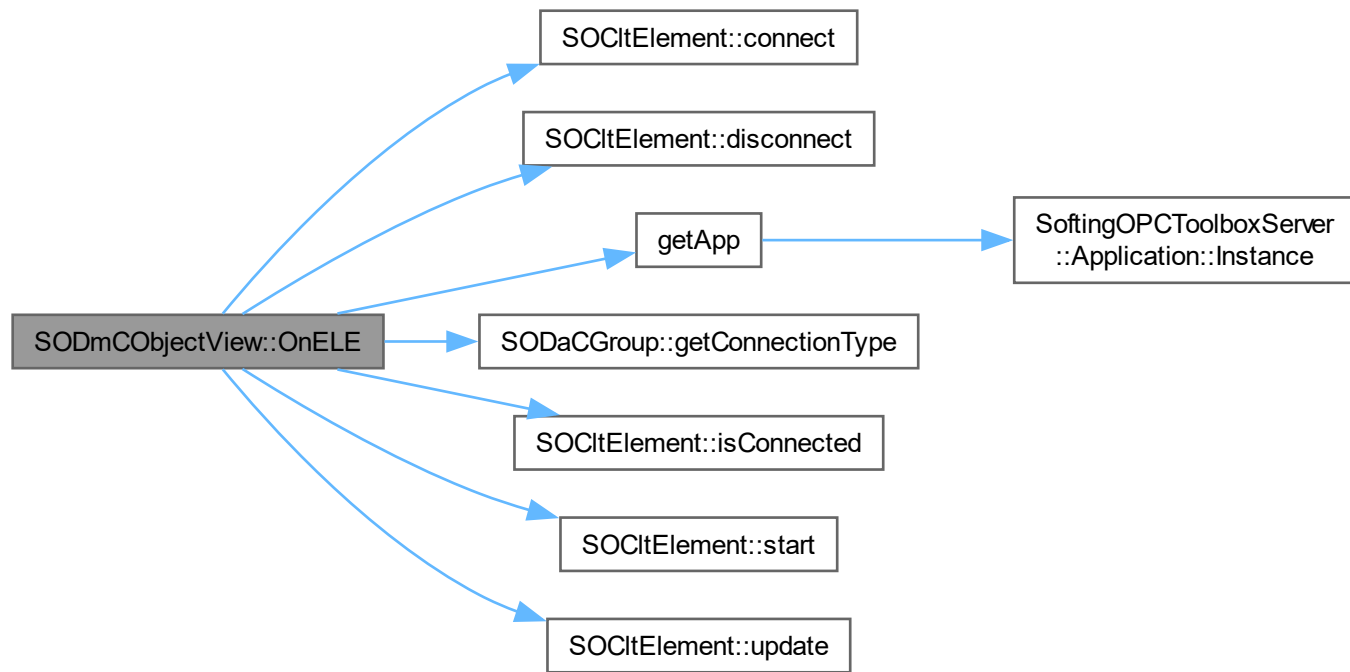 SOCltElement::connect
SOCltElement::disconnect
getApp
SoftingOPCToolboxServer
::Application::Instance
SODmCObjectView::OnELE
SODaCGroup::getConnectionType
SOCltElement::isConnected
SOCltElement::start
SOCltElement::update